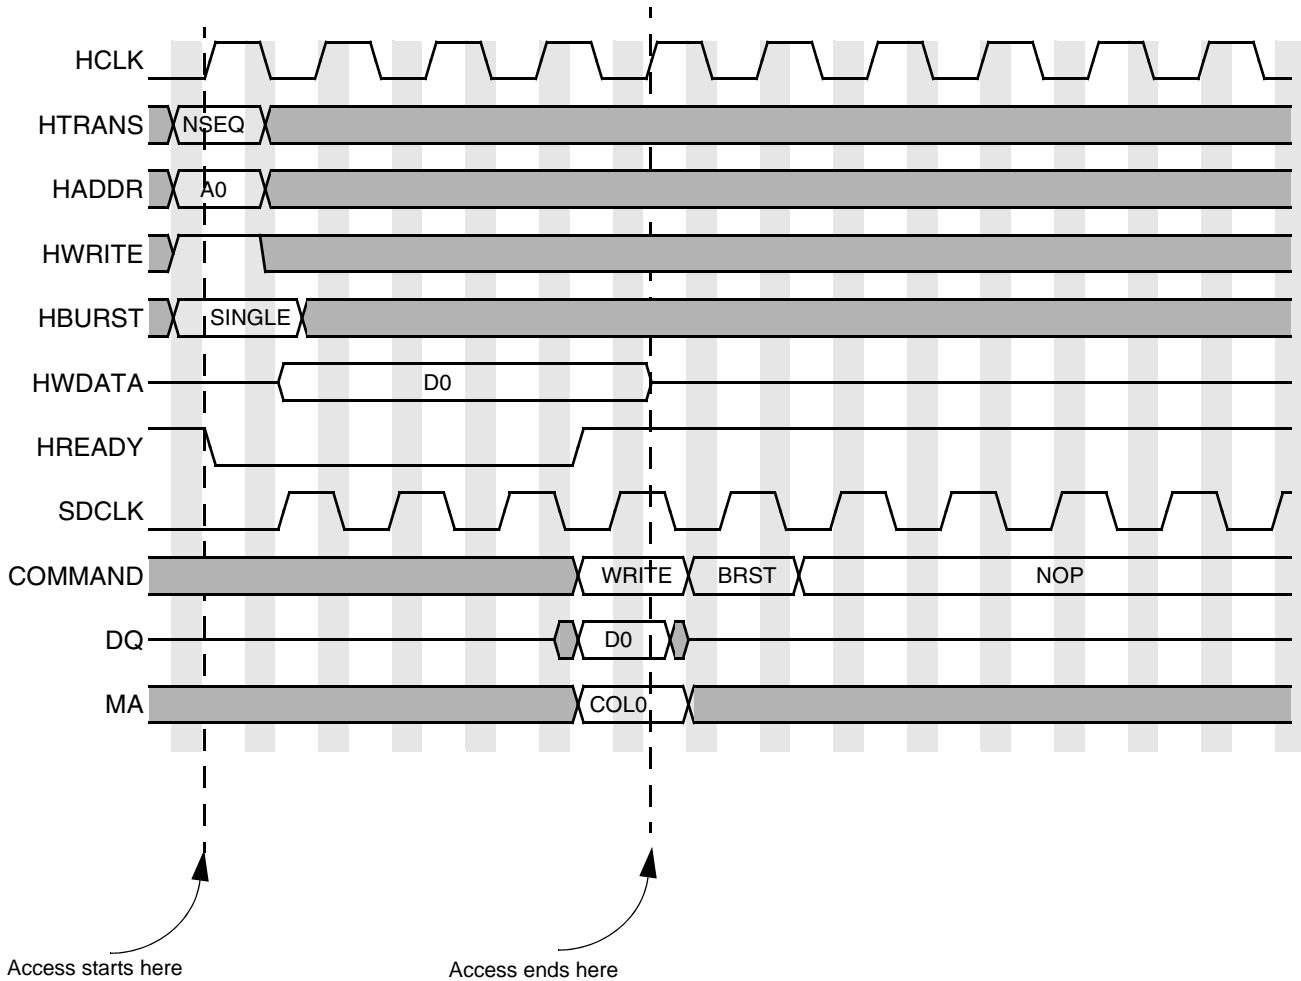 HCLK
HTRANS NSEQ
HADDR A0
HWRITE
HBURST SINGLE
HWDATA D0
HREADY
SDCLK
COMMAND WRITE BRST NOP
DQ D0
MA COL0
Access starts here
Access ends here